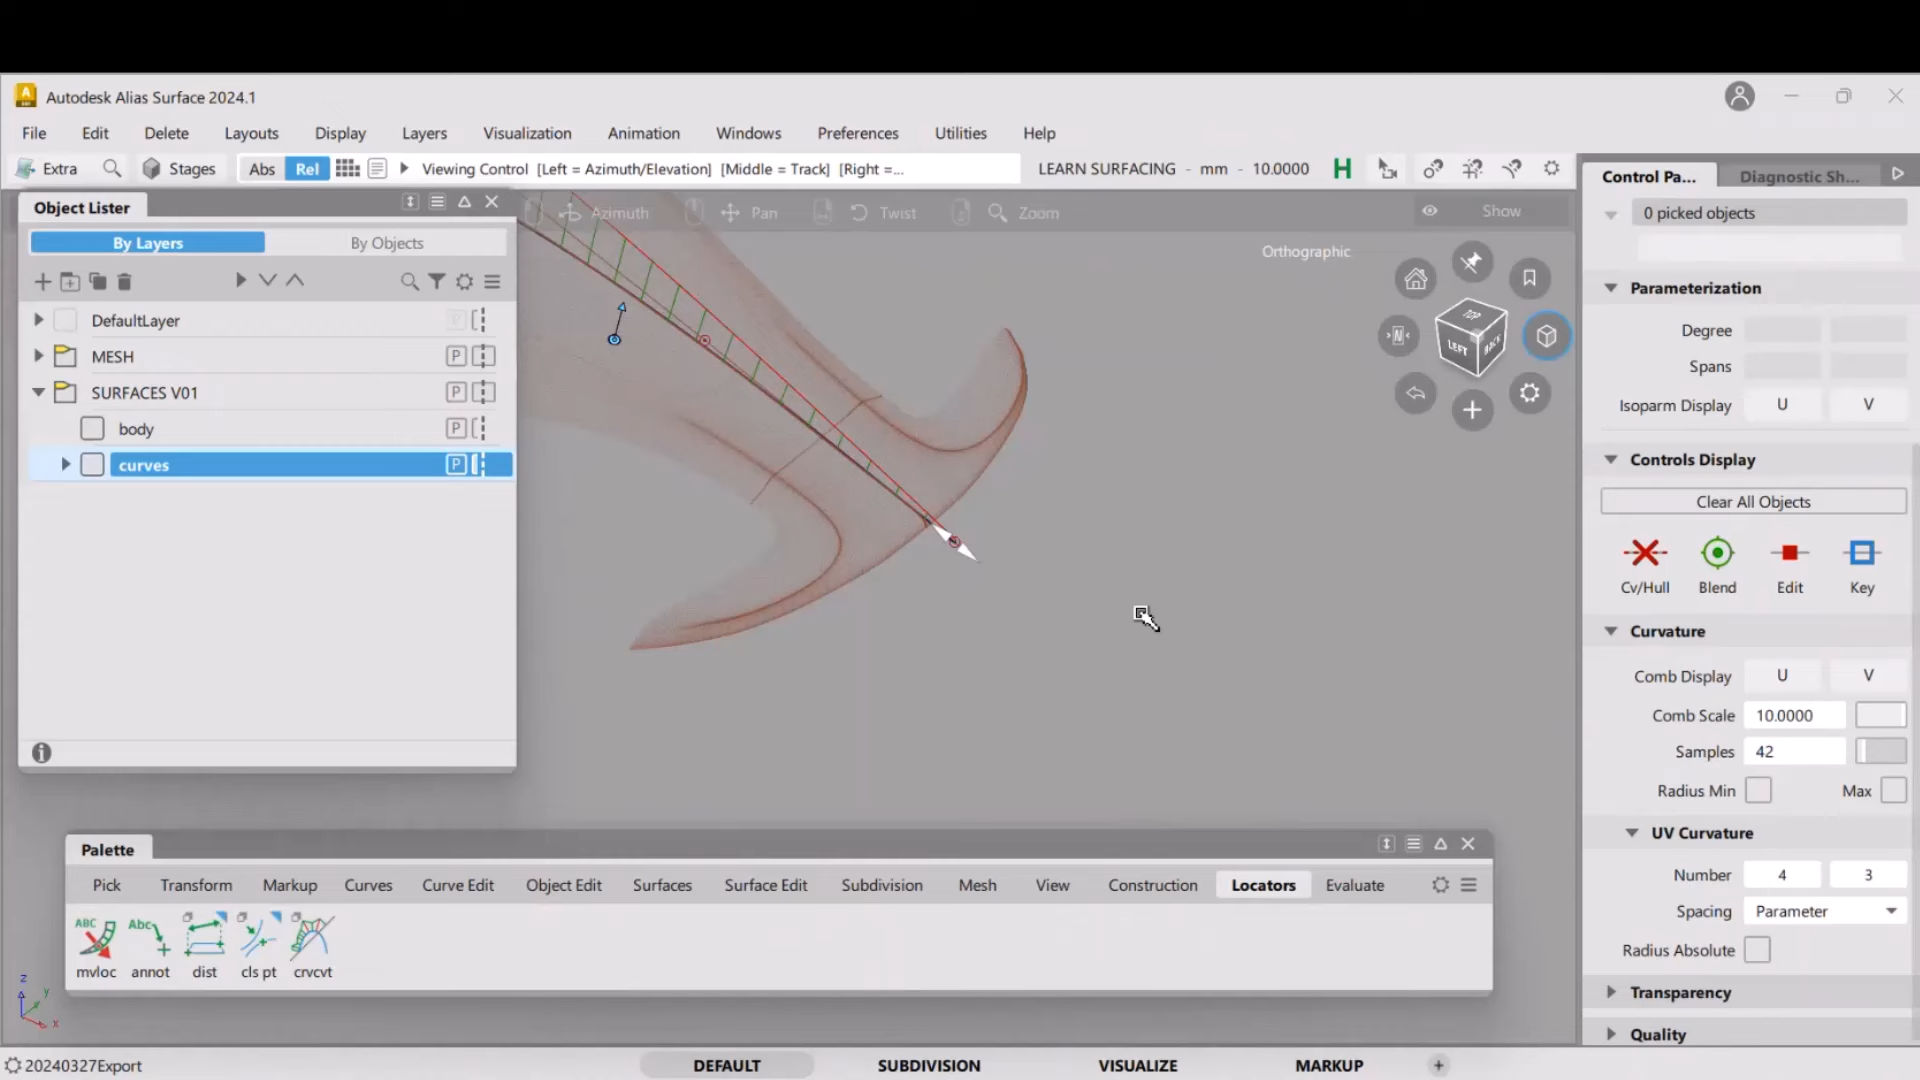 Autodesk Alias Surface 2024.1
File Edit Delete Layouts Display Layers Visualization Animation Windows Preferences Utilities Help
Extra Stages Abs Rel Viewing Control [Left = Azimuth/Elevation] [Middle = Track] [Right =... LEARN SURFACING - mm - 10.0000 H
Control Pa... Diagnostic Sh...
Object Lister
By Layers By Objects
DefaultLayer
MESH P
SURFACES V01 P
body P
curves P
Azimuth Pan Twist Zoom Show
Orthographic
TOP
LEFT BACK
N
0 picked objects
Parameterization
Degree
Spans
Isoparm Display U V
Controls Display
Clear All Objects
Cv/Hull Blend Edit Key
Curvature
Comb Display U V
Comb Scale 10.0000
Samples 42
Radius Min Max
UV Curvature
Number 4 3
Spacing Parameter
Radius Absolute
Transparency
Quality
Palette
Pick Transform Markup Curves Curve Edit Object Edit Surfaces Surface Edit Subdivision Mesh View Construction Locators Evaluate
ABC Abc
mvloc annot dist cls pt crvcvt
z
y
x
20240327Export DEFAULT SUBDIVISION VISUALIZE MARKUP +